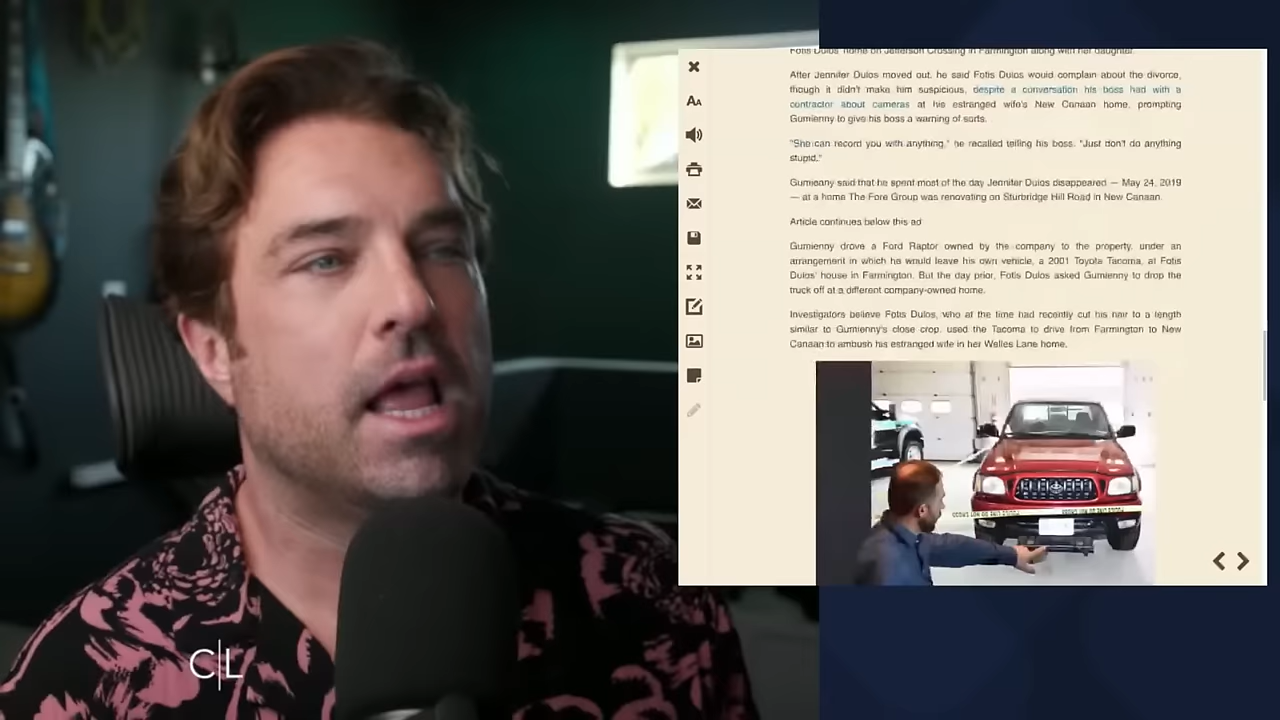 Fotis Dulos' home on Jefferson Crossing in Farmington along with her daughter.
After Jennifer Dulos moved out, he said Fotis Dulos would complain about the divorce,
though it didn't make him suspicious, despite a conversation his boss had with a
contractor about cameras at his estranged wife's New Canaan home, prompting
Gumienny to give his boss a warning of sorts.
"She can record you with anything," he recalled telling his boss. "Just don't do anything
stupid."
Gumienny said that he spent most of the day Jennifer Dulos disappeared — May 24, 2019
— at a home The Fore Group was renovating on Sturbridge Hill Road in New Canaan.
Article continues below this ad
Gumienny drove a Ford Raptor owned by the company to the property, under an
arrangement in which he would leave his own vehicle, a 2001 Toyota Tacoma, at Fotis
Dulos' house in Farmington. But the day prior, Fotis Dulos asked Gumienny to drop the
truck off at a different company-owned home.
Investigators believe Fotis Dulos, who at the time had recently cut his hair to a length
similar to Gumienny's close crop, used the Tacoma to drive from Farmington to New
Canaan to ambush his estranged wife in her Welles Lane home.
AA
C|L